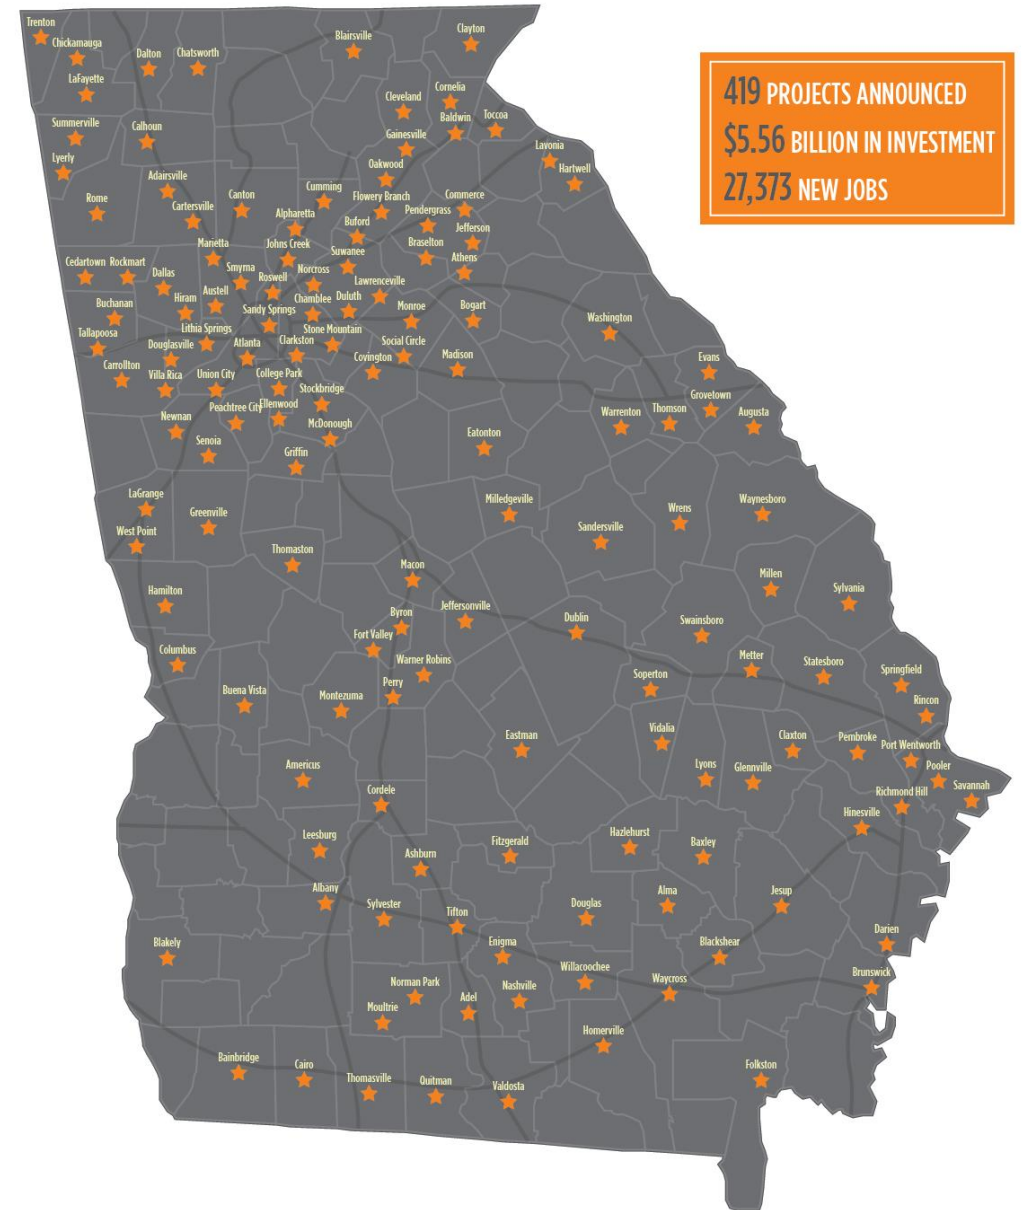 Trenton
Clayton
Blairsville
Chickamauga
Dalton
Chatsworth
419 PROJECTS ANNOUNCED
$5.56 BILLION IN INVESTMENT
27,373 NEW JOBS
LaFayette
Cornelia
Cleveland
Baldwin
Toccoa
Summerville
Calhoun
Gainesville
Lavonia
Lyerly
Oakwood
Hartwell
Adairsville
Cumming
Rome
Canton
Flowery Branch
Commerce
Cartersville
Alpharetta
Buford
Pendergrass
Jefferson
Marietta
Johns Creek
Suwanee
Braselton
Athens
Cedartown
Rockmart
Dallas
Smyrna
Roswell
Norcross
Lawrenceville
Buchanan
Hiram
Austell
Sandy Springs
Chamblee
Duluth
Monroe
Bogart
Washington
Tallapoosa
Lithia Springs
Stone Mountain
Douglasville
Atlanta
Clarkston
Social Circle
Carrollton
Covington
Madison
Evans
Villa Rica
Union City
College Park
Stockbridge
Grovetown
Newnan
Peachtree City
Ellenwood
McDonough
Warrenton
Thomson
Augusta
Senoia
Griffin
Eatonton
LaGrange
Greenville
Milledgeville
Wrens
Waynesboro
West Point
Sandersville
Thomaston
Macon
Millen
Hamilton
Sylvania
Byron
Jeffersonville
Dublin
Swainsboro
Columbus
Fort Valley
Warner Robins
Metter
Statesboro
Springfield
Buena Vista
Montezuma
Perry
Soperton
Rincon
Eastman
Vidalia
Claxton
Pembroke
Port Wentworth
Americus
Lyons
Glennville
Pooler
Savannah
Cordele
Richmond Hill
Hinesville
Leesburg
Ashburn
Fitzgerald
Hazlehurst
Baxley
Albany
Sylvester
Tifton
Douglas
Alma
Jesup
Blakely
Enigma
Blackshear
Darien
Willacoochee
Waycross
Brunswick
Norman Park
Moultrie
Adel
Nashville
Homerville
Bainbridge
Cairo
Thomasville
Quitman
Valdosta
Folkston